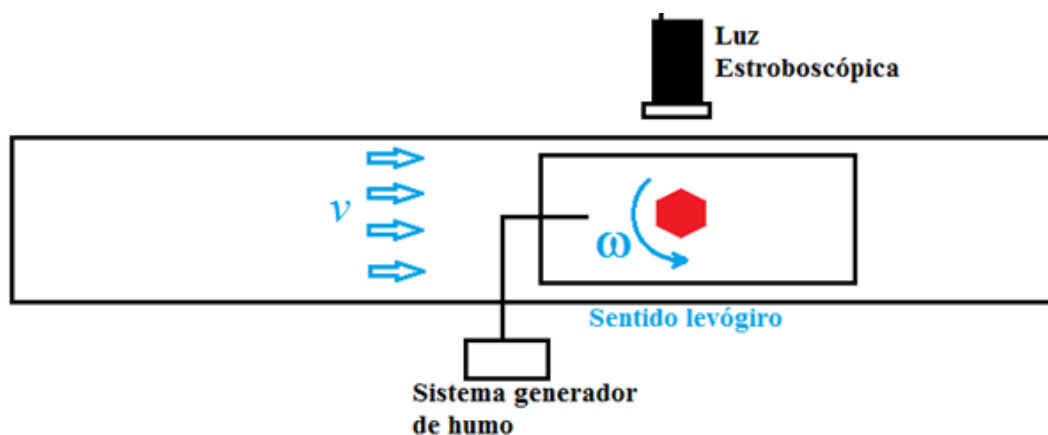 Luz
Estroboscópica
v
ω
Sentido levógiro
Sistema generador
de humo